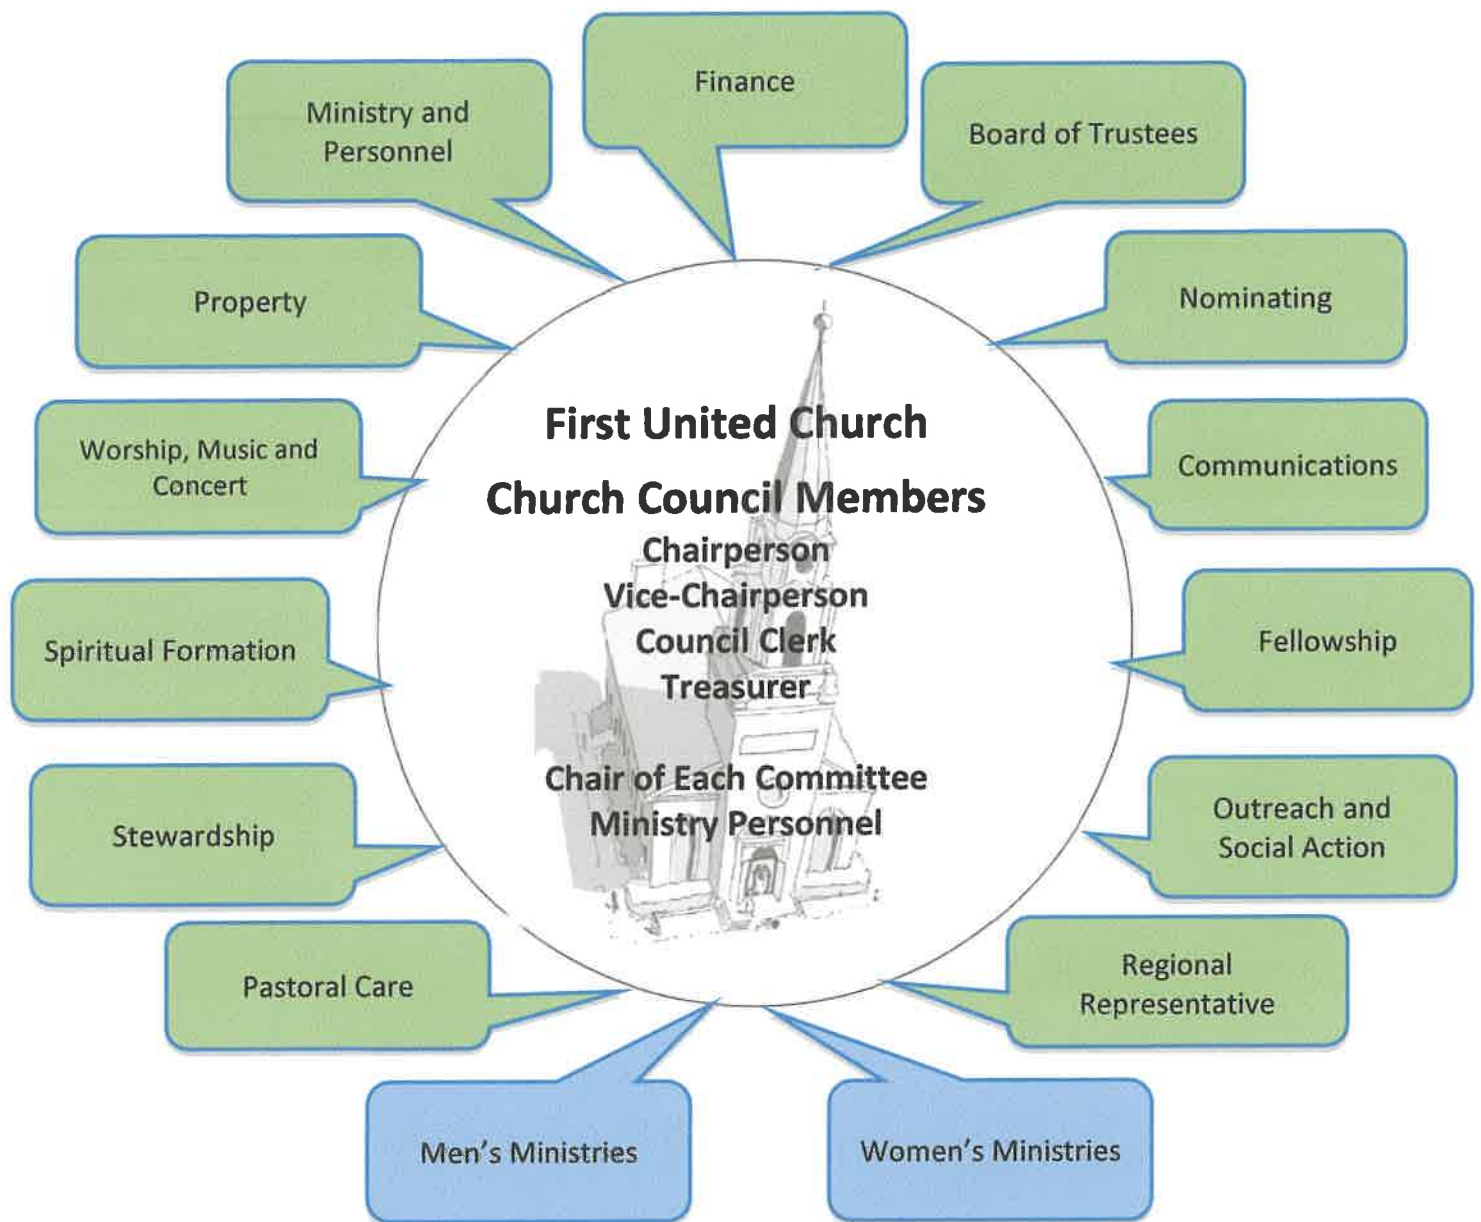 Finance
Ministry and
Personnel
Board of Trustees
Property
Nominating
First United Church
Church Council Members
Chairperson
Vice-Chairperson
Council Clerk
Treasurer
Chair of Each Committee
Ministry Personnel
Worship, Music and
Concert
Communications
Spiritual Formation
Fellowship
Stewardship
Outreach and
Social Action
Pastoral Care
Regional
Representative
Men's Ministries
Women's Ministries